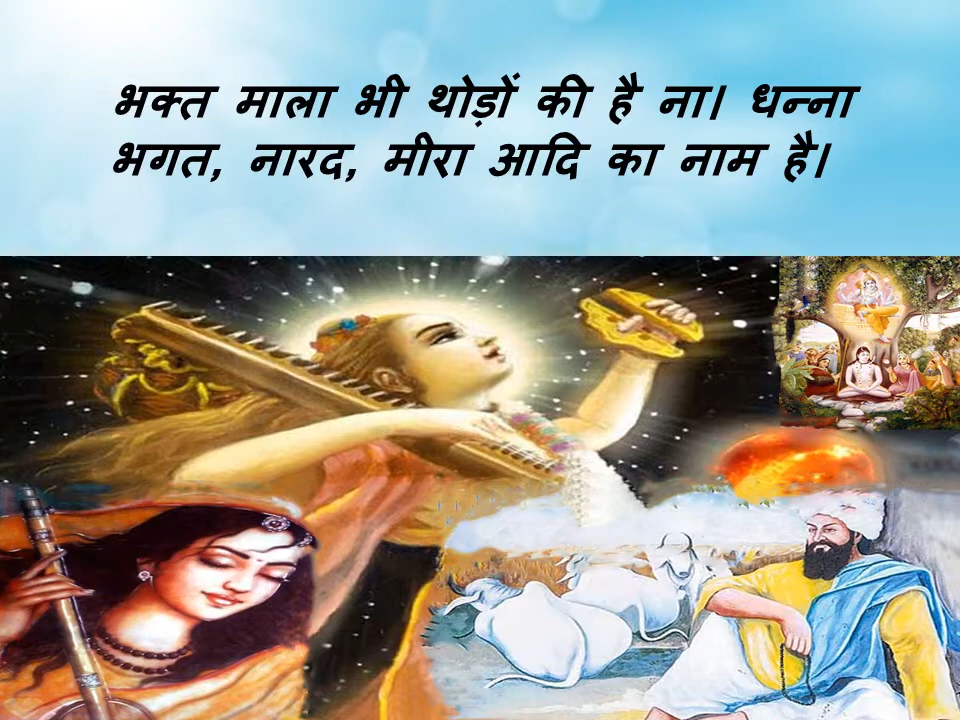 भक्त माला भी थोड़ों की है ना। धन्ना
भगत, नारद, मीरा आदि का नाम है।